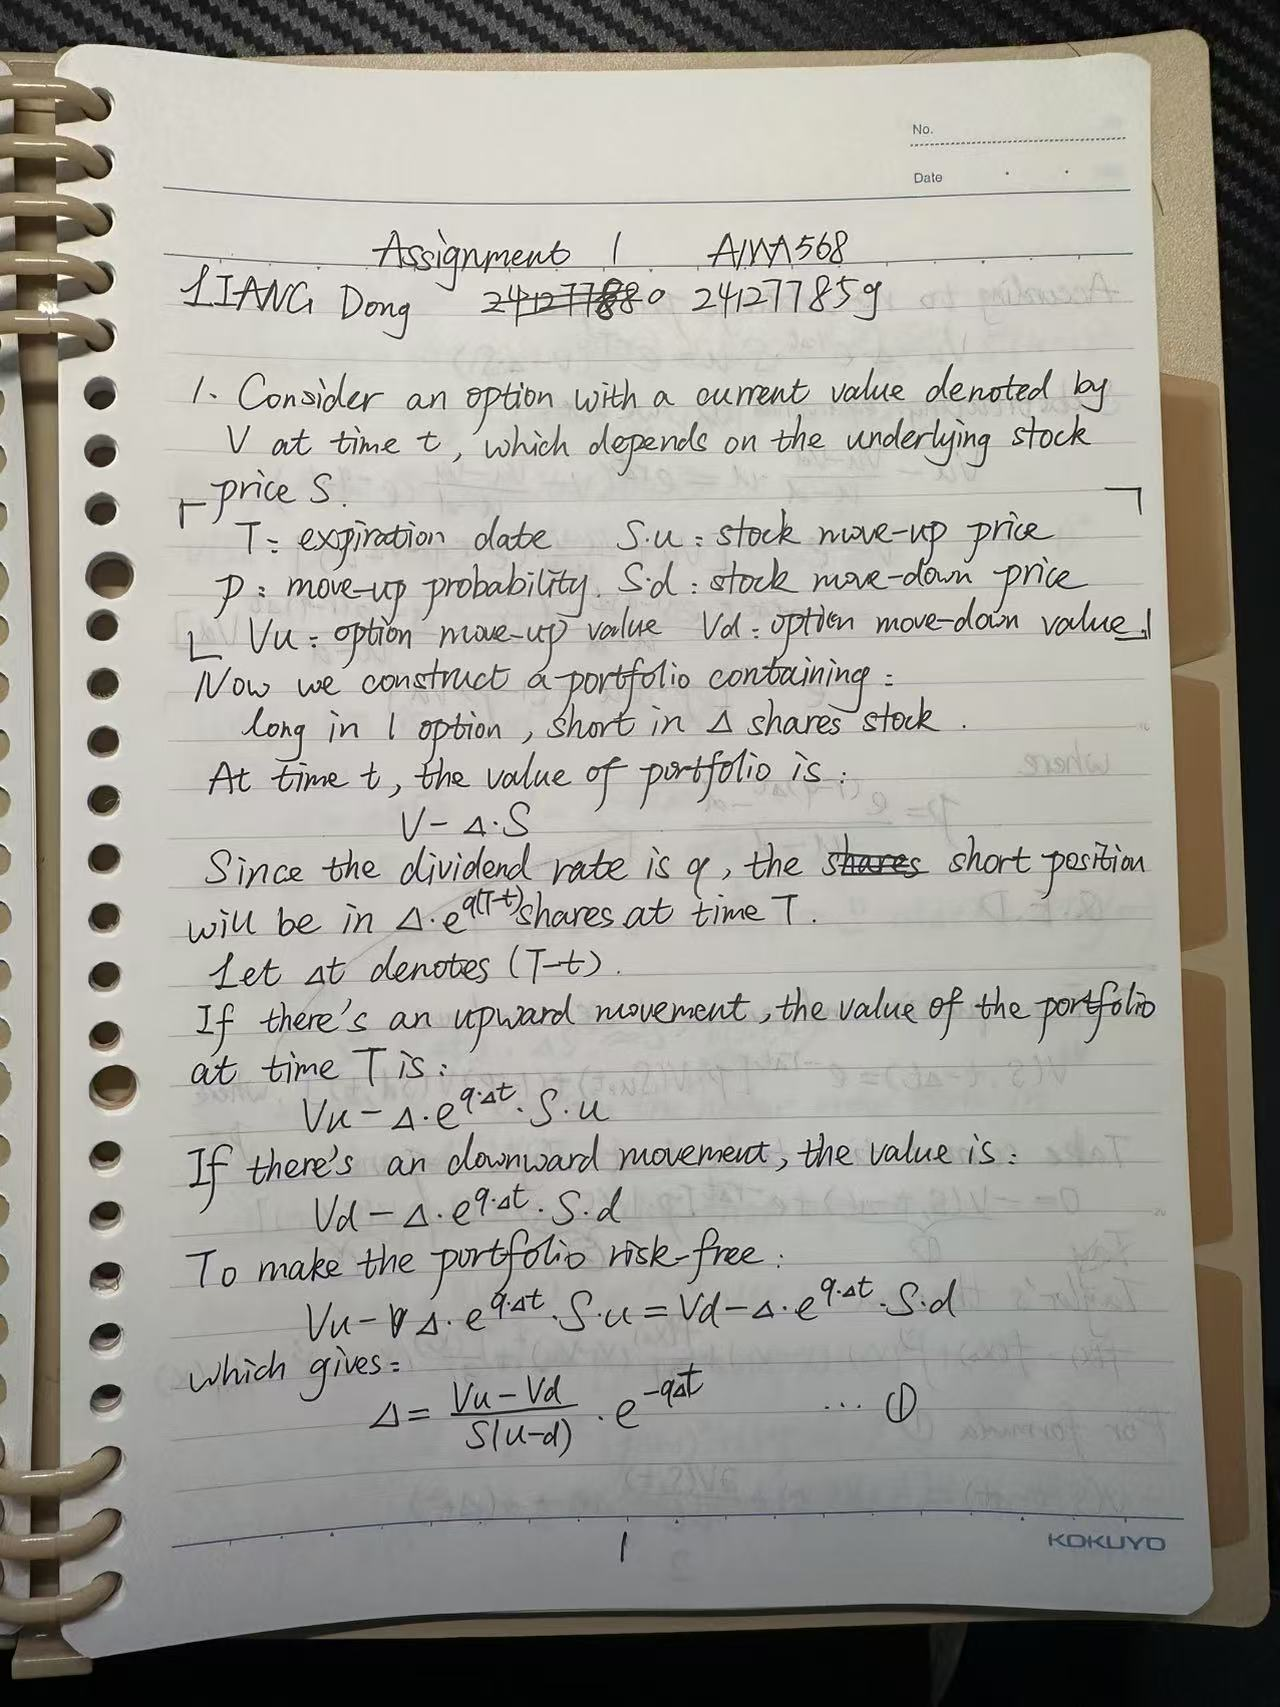 No.
Date
Assignment 1 AMA568
LIANG Dong 241277859g
1. Consider an option with a current value denoted by
V at time t, which depends on the underlying stock
price S.
T: expiration date S·u: stock move-up price
P: move-up probability. S·d: stock move-down price
Vu: option move-up value Vd: option move-down value
Now we construct a portfolio containing:
long in 1 option, short in Δ shares stock.
At time t, the value of portfolio is:
V - Δ·S
Since the dividend rate is q, the shares short position
will be in Δ·e^q(T-t) shares at time T.
Let Δt denotes (T-t).
If there's an upward movement, the value of the portfolio
at time T is:
Vu - Δ·e^q·Δt·S·u
If there's an downward movement, the value is:
Vd - Δ·e^q·Δt·S·d
To make the portfolio risk-free:
Vu - Δ·e^q·Δt·S·u = Vd - Δ·e^q·Δt·S·d
which gives:
Δ = (Vu - Vd)/(S(u-d)) · e^-qΔt ... ①
1
KOKUYO